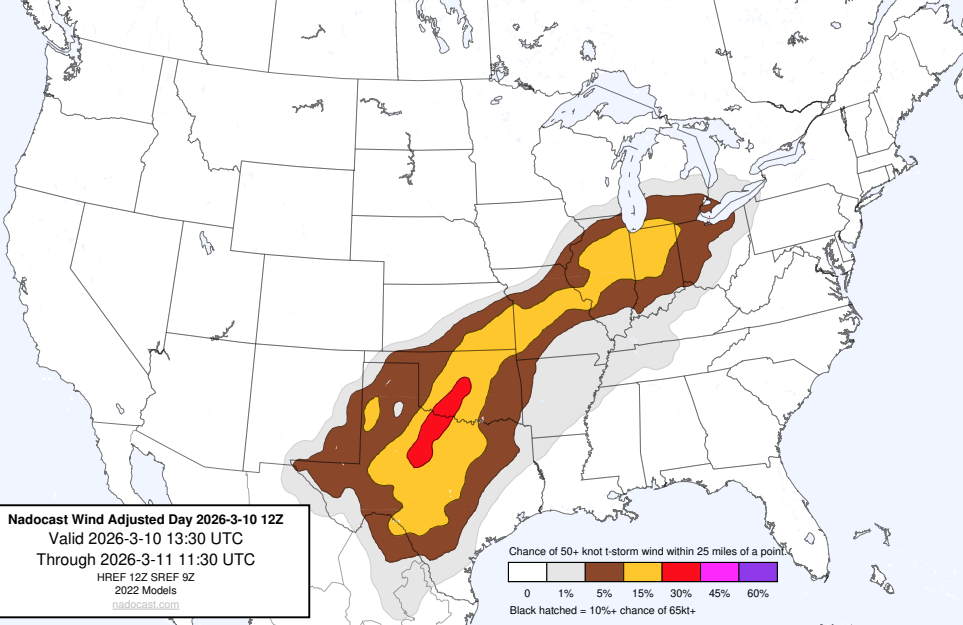 Nadocast Wind Adjusted Day 2026-3-10 12Z
Valid 2026-3-10 13:30 UTC
Through 2026-3-11 11:30 UTC
HREF 12Z SREF 9Z
2022 Models
nadocast.com
Chance of 50+ knot t-storm wind within 25 miles of a point.
0 1% 5% 15% 30% 45% 60%
Black hatched = 10%+ chance of 65kt+